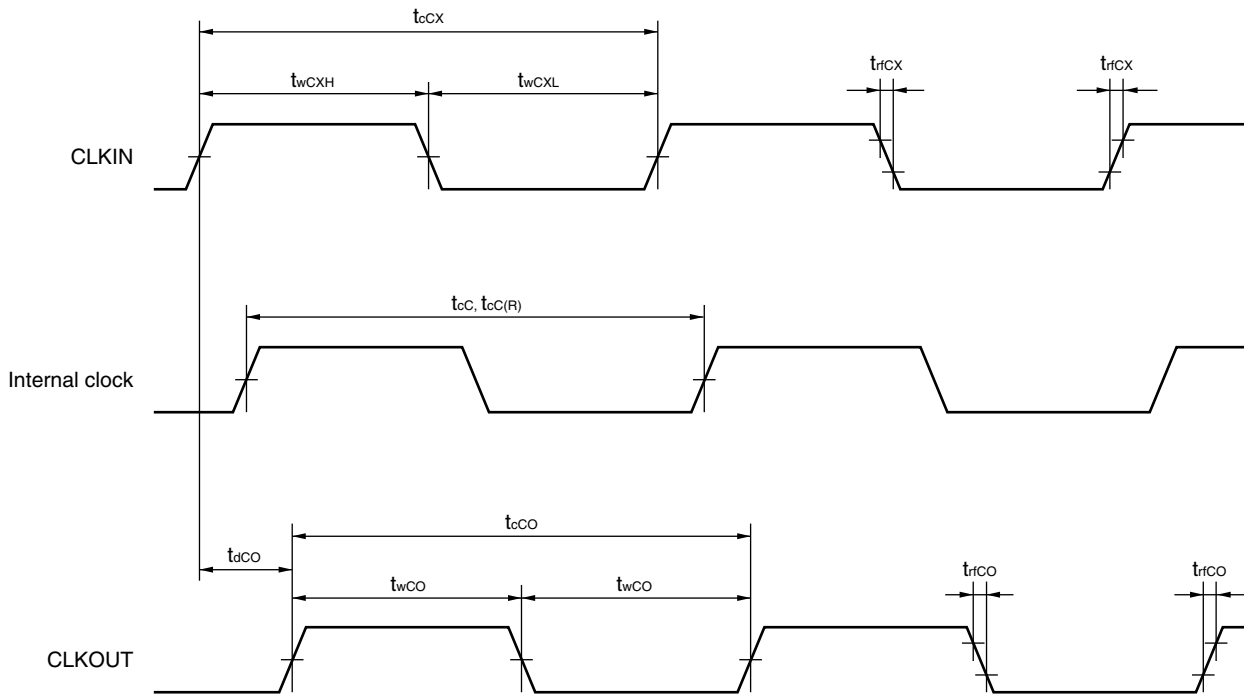 tcCX
twCXH twCXL trfCX trfCX
CLKIN
tcC, tcC(R)
Internal clock
tcCO
tdCO
twCO twCO trfCO trfCO
CLKOUT